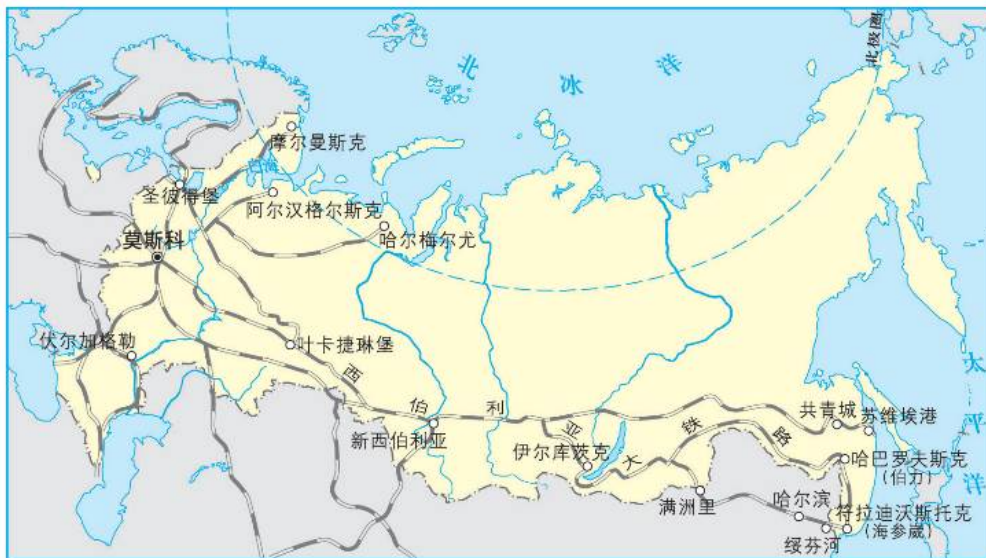 北极圈
北冰洋
摩尔曼斯克
白海
圣彼得堡
阿尔汉格尔斯克
哈尔梅尔尤
莫斯科
伏尔加格勒
叶卡捷琳堡
西伯利亚大铁路
新西伯利亚
伊尔库茨克
共青城
苏维埃港
哈巴罗夫斯克
(伯力)
满洲里
哈尔滨
绥芬河
符拉迪沃斯托克
(海参崴)
太平洋